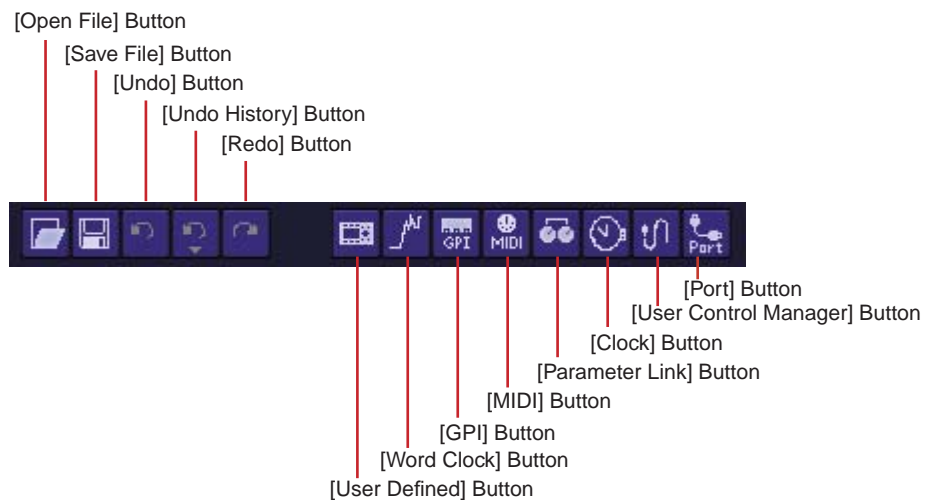 [Open File] Button
[Save File] Button
[Undo] Button
[Undo History] Button
[Redo] Button
GPI
MIDI
Port
[Port] Button
[User Control Manager] Button
[Clock] Button
[Parameter Link] Button
[MIDI] Button
[GPI] Button
[Word Clock] Button
[User Defined] Button